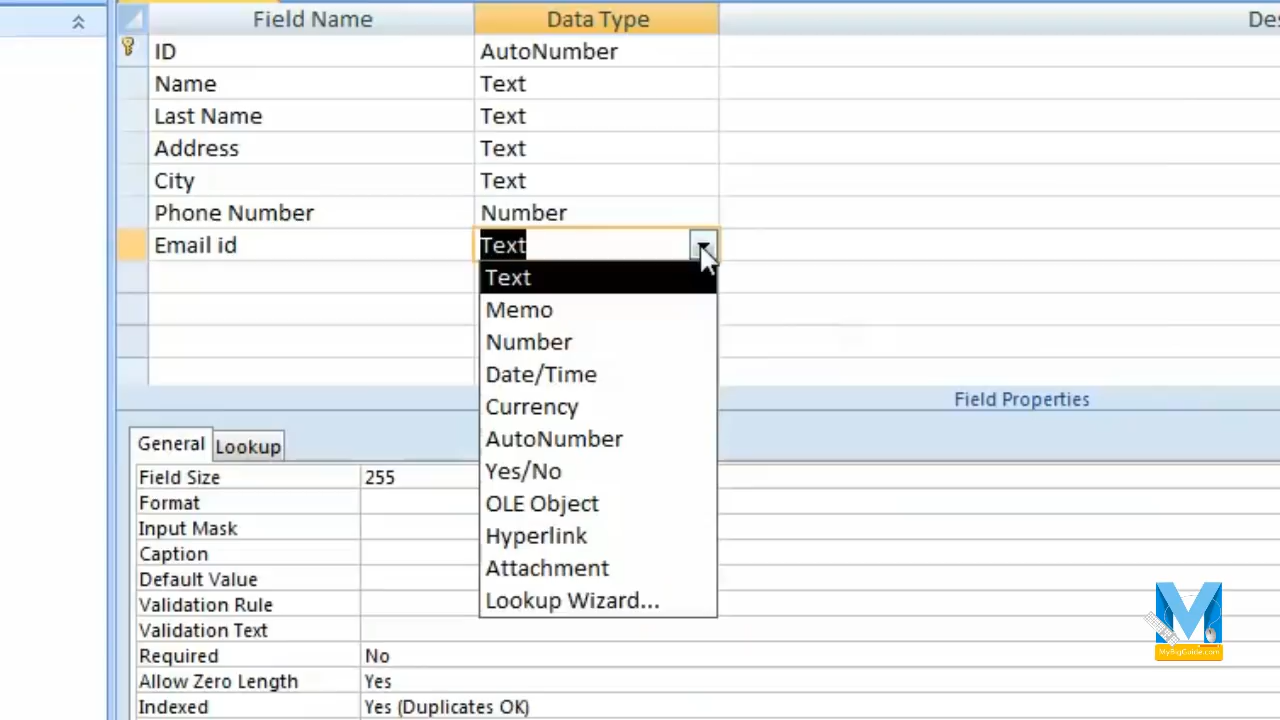 Field Name Data Type Des
ID AutoNumber
Name Text
Last Name Text
Address Text
City Text
Phone Number Number
Email id Text
Text
Memo
Number
Date/Time
Currency
AutoNumber
Yes/No
OLE Object
Hyperlink
Attachment
Lookup Wizard...
Field Properties
General Lookup
Field Size 255
Format
Input Mask
Caption
Default Value
Validation Rule
Validation Text
Required No
Allow Zero Length Yes
Indexed Yes (Duplicates OK)
MyBigGuide.com